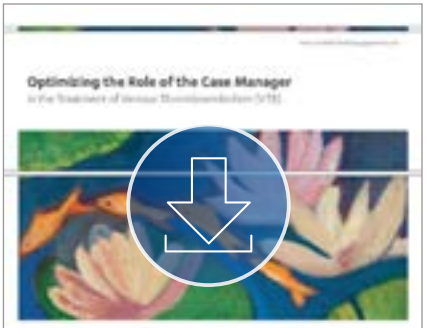 Optimizing the Role of the Case Manager
in the Treatment of Venous Thromboembolism (VTE)